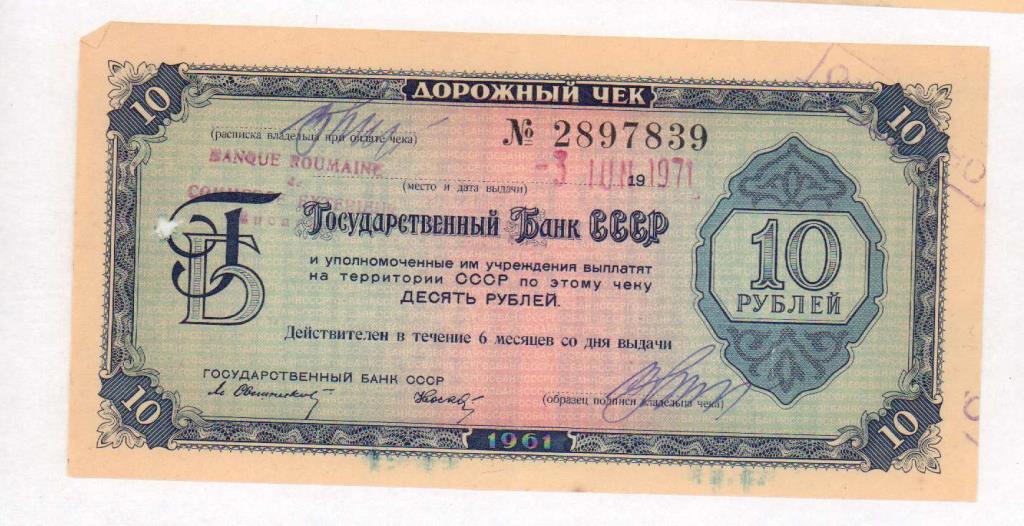 ДОРОЖНЫЙ ЧЕК
10
10
(расписка владельца при оплате чека)
№ 2897839
BANQUE ROUMAINE
de
-3 IUN 1971
19
(место и дата выдачи)
ГБ
Государственный Банк СССР
и уполномоченные им учреждения выплатят
на территории СССР по этому чеку
ДЕСЯТЬ РУБЛЕЙ.
10
РУБЛЕЙ
Действителен в течение 6 месяцев со дня выдачи
ГОСУДАРСТВЕННЫЙ БАНК СССР
(образец подписи владельца чека)
10
10
1961